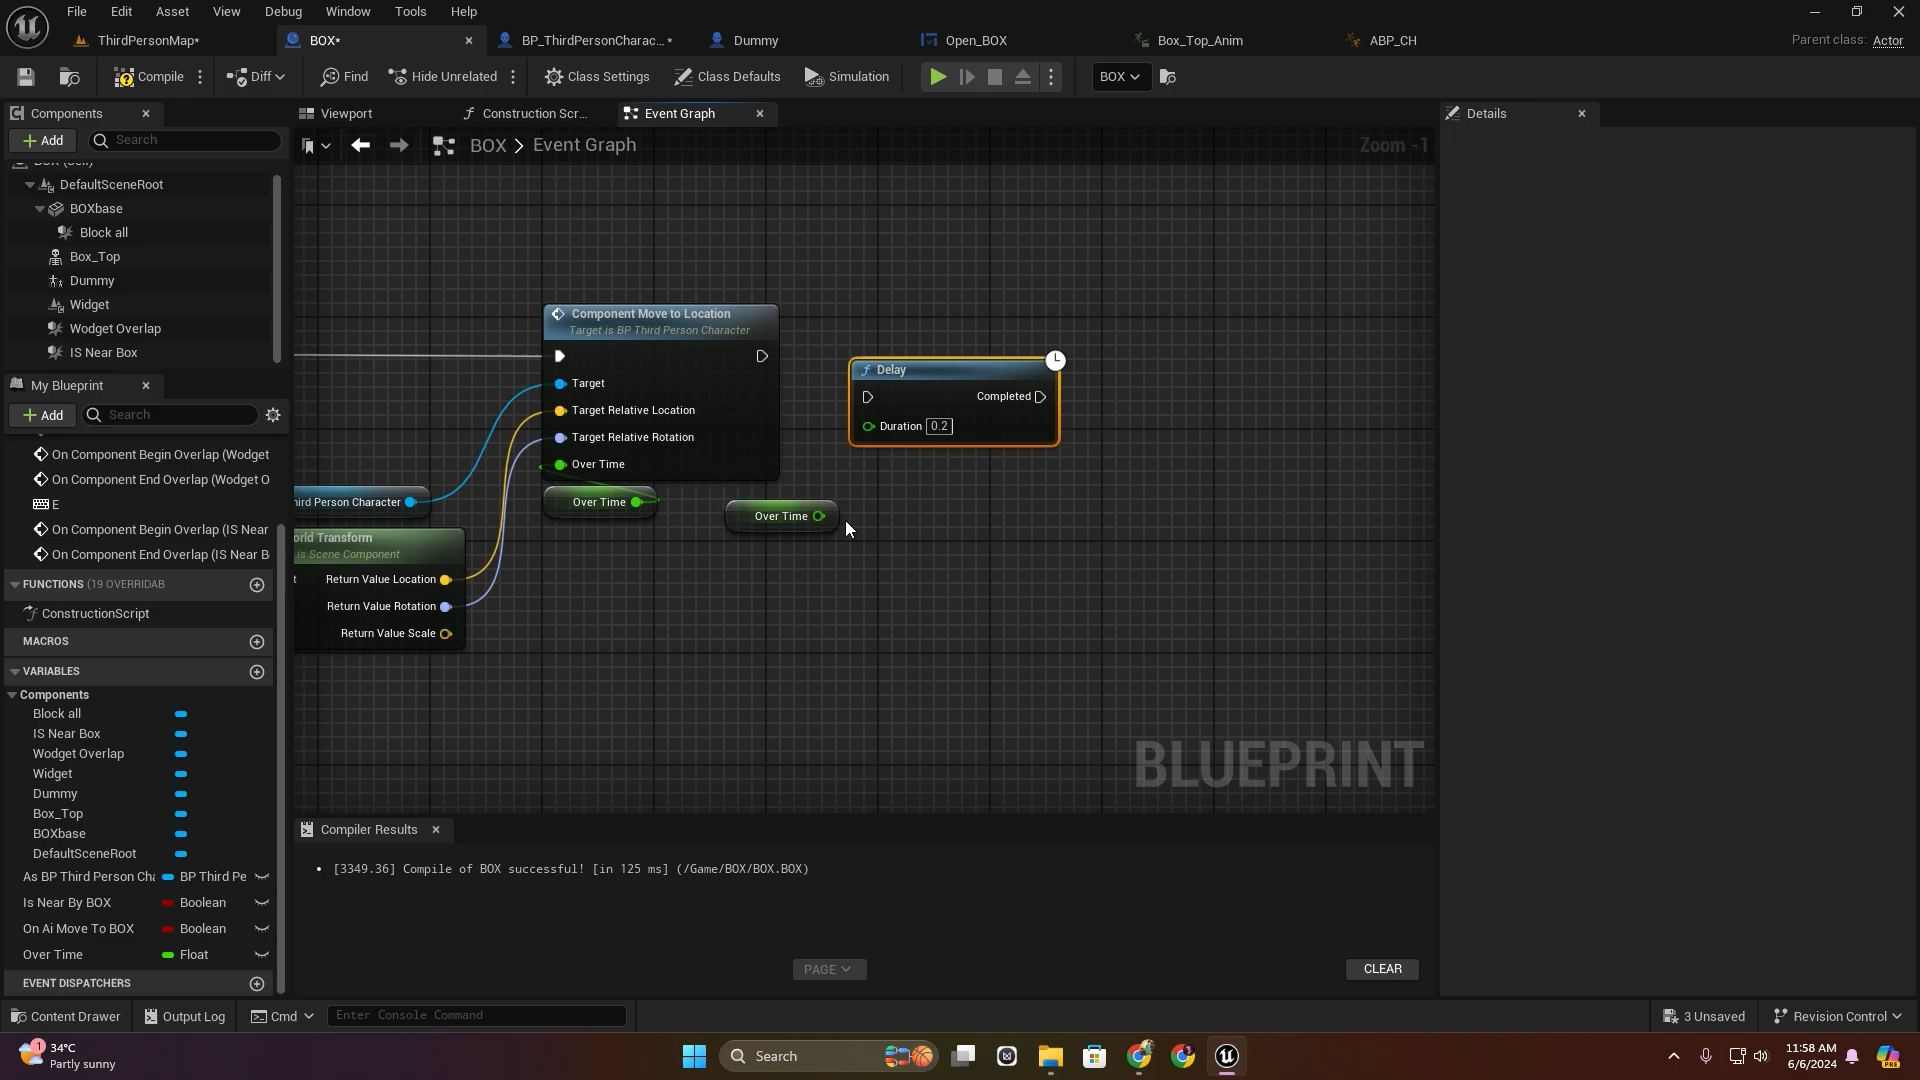 File Edit Asset View Debug Window Tools Help
ThirdPersonMap* BOX* BP_ThirdPersonCharac...* Dummy Open_BOX Box_Top_Anim ABP_CH Parent class: Actor
Compile Diff Find Hide Unrelated Class Settings Class Defaults Simulation BOX
Components Viewport Construction Scr... Event Graph Details
Add Search BOX > Event Graph Zoom -1
BOX (Self)
DefaultSceneRoot
BOXbase
Block all
Box_Top
Dummy
Widget
Wodget Overlap
IS Near Box
My Blueprint
Add Search
On Component Begin Overlap (Wodget
On Component End Overlap (Wodget O
E
On Component Begin Overlap (IS Near
On Component End Overlap (IS Near B
FUNCTIONS (19 OVERRIDAB
ConstructionScript
MACROS
VARIABLES
Components
Block all
IS Near Box
Wodget Overlap
Widget
Dummy
Box_Top
BOXbase
DefaultSceneRoot
As BP Third Person Cha BP Third Pe
Is Near By BOX Boolean
On Ai Move To BOX Boolean
Over Time Float
EVENT DISPATCHERS
Component Move to Location
Target is BP Third Person Character
Target
Target Relative Location
Target Relative Rotation
Over Time
Over Time
Over Time
Delay
Completed
Duration 0.2
hird Person Character
orld Transform
is Scene Component
t Return Value Location
Return Value Rotation
Return Value Scale
BLUEPRINT
Compiler Results
[3349.36] Compile of BOX successful! [in 125 ms] (/Game/BOX/BOX.BOX)
PAGE CLEAR
Content Drawer Output Log Cmd Enter Console Command 3 Unsaved Revision Control
1 34°C
Partly sunny
Search
11:58 AM
6/6/2024
PRE